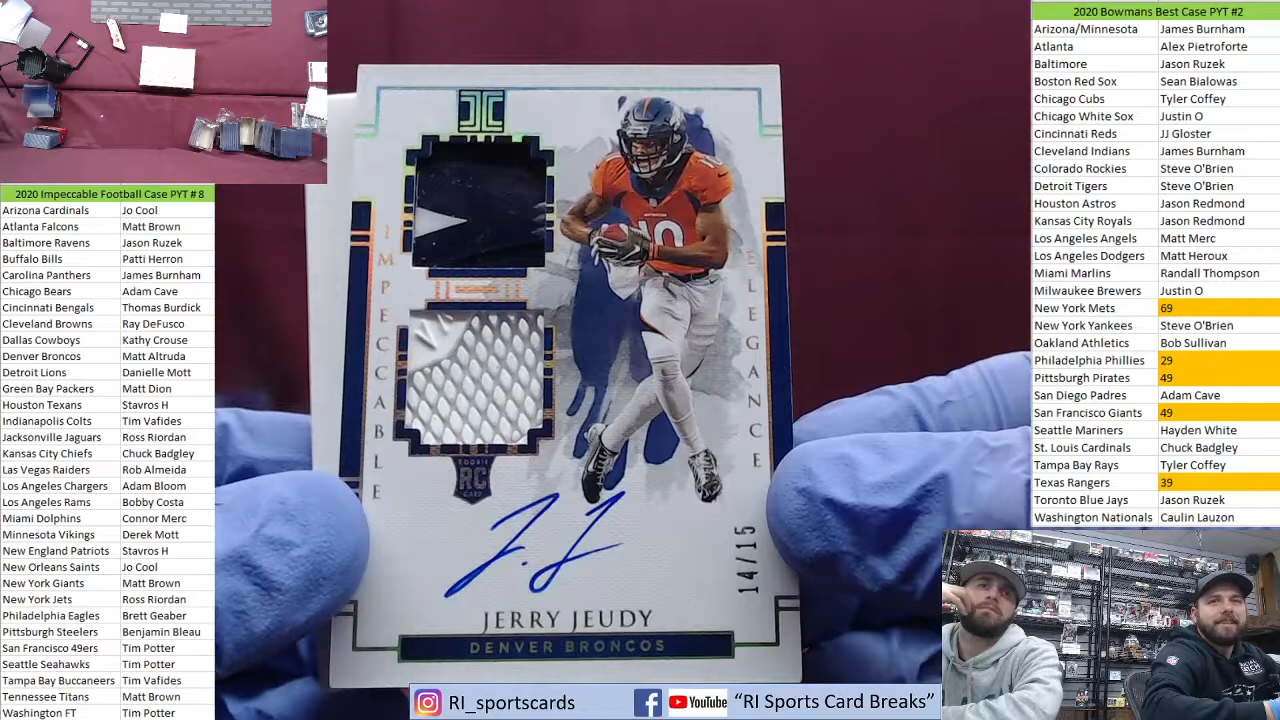 2020 Impeccable Football Case PYT # 8
Arizona Cardinals Jo Cool
Atlanta Falcons Matt Brown
Baltimore Ravens Jason Ruzek
Buffalo Bills Patti Herron
Carolina Panthers James Burnham
Chicago Bears Adam Cave
Cincinnati Bengals Thomas Burdick
Cleveland Browns Ray DeFusco
Dallas Cowboys Kathy Crouse
Denver Broncos Matt Altruda
Detroit Lions Danielle Mott
Green Bay Packers Matt Dion
Houston Texans Stavros H
Indianapolis Colts Tim Vafides
Jacksonville Jaguars Ross Riordan
Kansas City Chiefs Chuck Badgley
Las Vegas Raiders Rob Almeida
Los Angeles Chargers Adam Bloom
Los Angeles Rams Bobby Costa
Miami Dolphins Connor Merc
Minnesota Vikings Derek Mott
New England Patriots Stavros H
New Orleans Saints Jo Cool
New York Giants Matt Brown
New York Jets Ross Riordan
Philadelphia Eagles Brett Geaber
Pittsburgh Steelers Benjamin Bleau
San Francisco 49ers Tim Potter
Seattle Seahawks Tim Potter
Tampa Bay Buccaneers Tim Vafides
Tennessee Titans Matt Brown
Washington FT Tim Potter
IMPECCABLE
ELEGANCE
10
10
ROOKIE
RC
CARD
J. J
14/15
JERRY JEUDY
DENVER BRONCOS
2020 Bowmans Best Case PYT #2
Arizona/Minnesota James Burnham
Atlanta Alex Pietroforte
Baltimore Jason Ruzek
Boston Red Sox Sean Bialowas
Chicago Cubs Tyler Coffey
Chicago White Sox Justin O
Cincinnati Reds JJ Gloster
Cleveland Indians James Burnham
Colorado Rockies Steve O'Brien
Detroit Tigers Steve O'Brien
Houston Astros Jason Redmond
Kansas City Royals Jason Redmond
Los Angeles Angels Matt Merc
Los Angeles Dodgers Matt Heroux
Miami Marlins Randall Thompson
Milwaukee Brewers Justin O
New York Mets 69
New York Yankees Steve O'Brien
Oakland Athletics Bob Sullivan
Philadelphia Phillies 29
Pittsburgh Pirates 49
San Diego Padres Adam Cave
San Francisco Giants 49
Seattle Mariners Hayden White
St. Louis Cardinals Chuck Badgley
Tampa Bay Rays Tyler Coffey
Texas Rangers 39
Toronto Blue Jays Jason Ruzek
Washington Nationals Caulin Lauzon
RI_sportscards
YouTube "RI Sports Card Breaks"